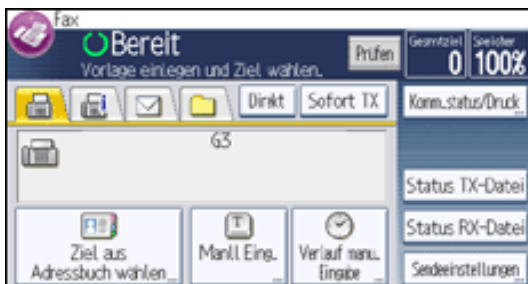 Fax
Bereit
Vorlage einlegen und Ziel wählen.
Prüfen
Gesmtziel
0
Speicher
100%
Direkt
Sofort TX
Komm.status/Druck
G3
Status TX-Datei
Status RX-Datei
Ziel aus
Adressbuch wählen
Manll Eing.
Verlauf manu.
Eingabe
Sendeeinstellungen